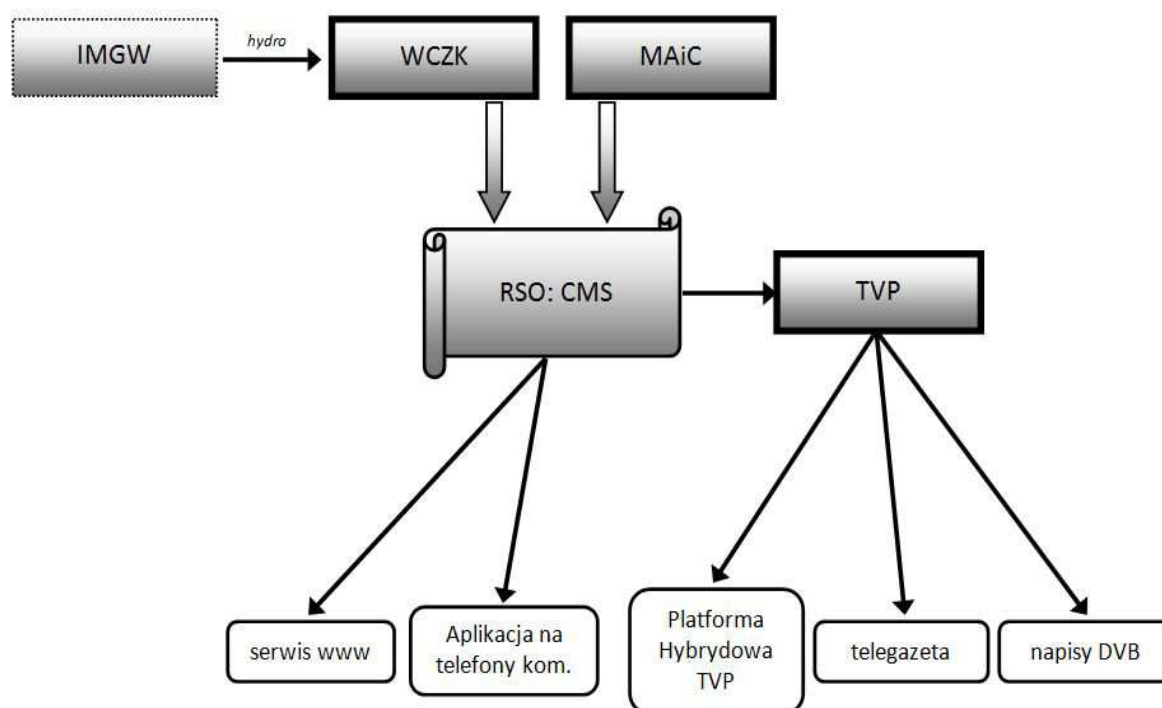 IMGW
hydro
WCZK
MAiC
RSO: CMS
TVP
serwis www
Aplikacja na
telefony kom.
Platforma
Hybrydowa
TVP
telegazeta
napisy DVB